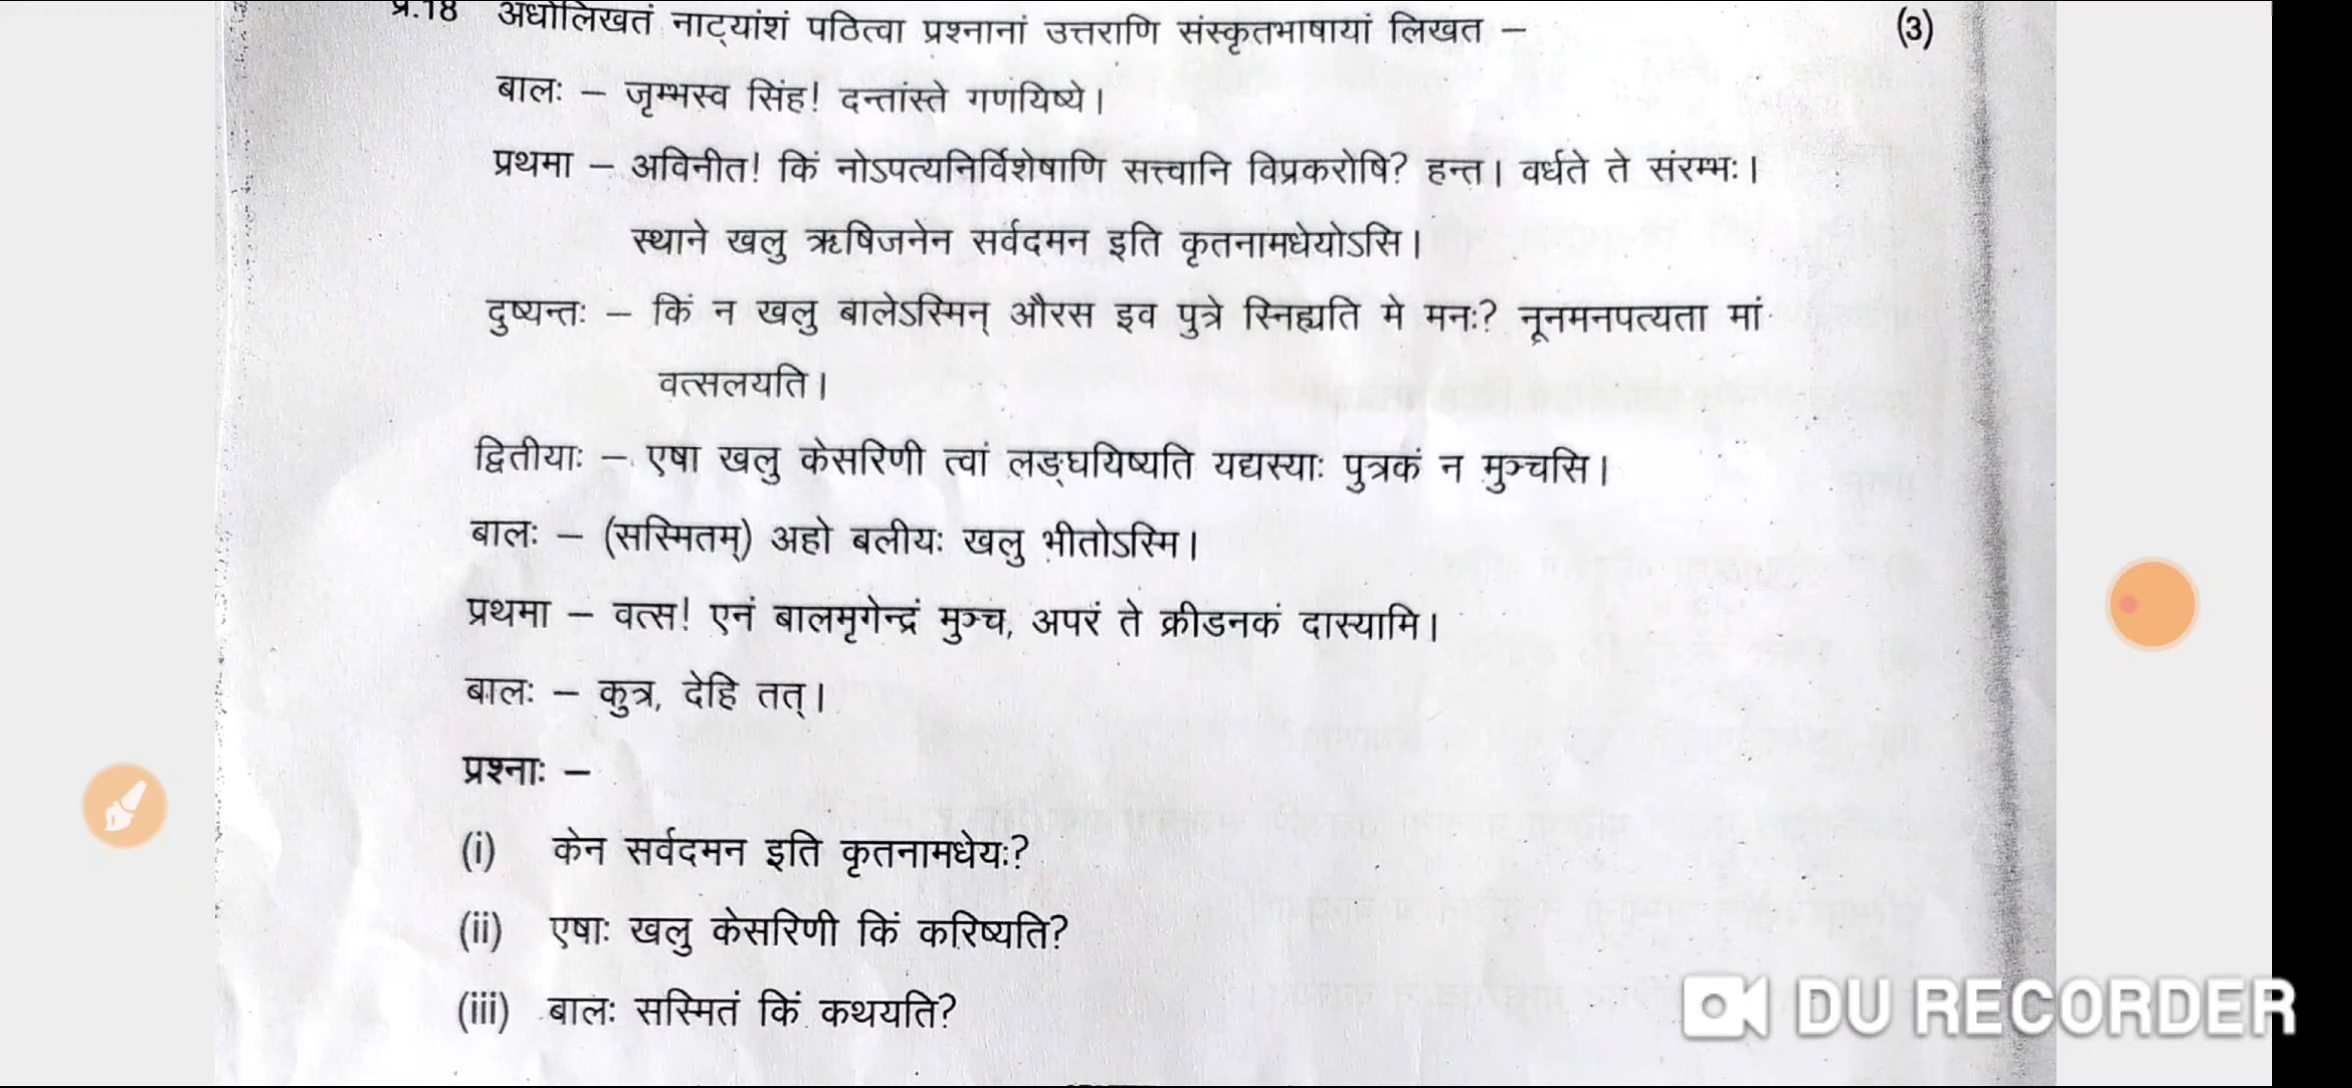 प्र.18 अधोलिखतं नाट्यांशं पठित्वा प्रश्नानां उत्तराणि संस्कृतभाषायां लिखत – (3)
बालः – जृम्भस्व सिंह! दन्तांस्ते गणयिष्ये।
प्रथमा – अविनीत! किं नोऽपत्यनिर्विशेषाणि सत्त्वानि विप्रकरोषि? हन्त। वर्धते ते संरम्भः।
स्थाने खलु ऋषिजनेन सर्वदमन इति कृतनामधेयोऽसि।
दुष्यन्तः – किं न खलु बालेऽस्मिन् औरस इव पुत्रे स्निह्यति मे मनः? नूनमनपत्यता मां
वत्सलयति।
द्वितीयाः – एषा खलु केसरिणी त्वां लङ्घयिष्यति यद्यस्याः पुत्रकं न मुञ्चसि।
बालः – (सस्मितम्) अहो बलीयः खलु भीतोऽस्मि।
प्रथमा – वत्स! एनं बालमृगेन्द्रं मुञ्च, अपरं ते क्रीडनकं दास्यामि।
बालः – कुत्र, देहि तत्।
प्रश्नाः –
(i) केन सर्वदमन इति कृतनामधेयः?
(ii) एषाः खलु केसरिणी किं करिष्यति?
(iii) बालः सस्मितं किं कथयति?
DU RECORDER